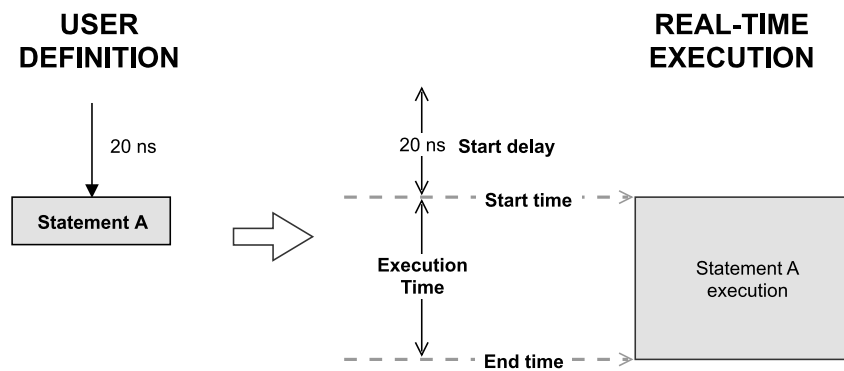 USER
DEFINITION
REAL-TIME
EXECUTION
20 ns
20 ns Start delay
Statement A
Start time
Execution
Time
Statement A
execution
End time